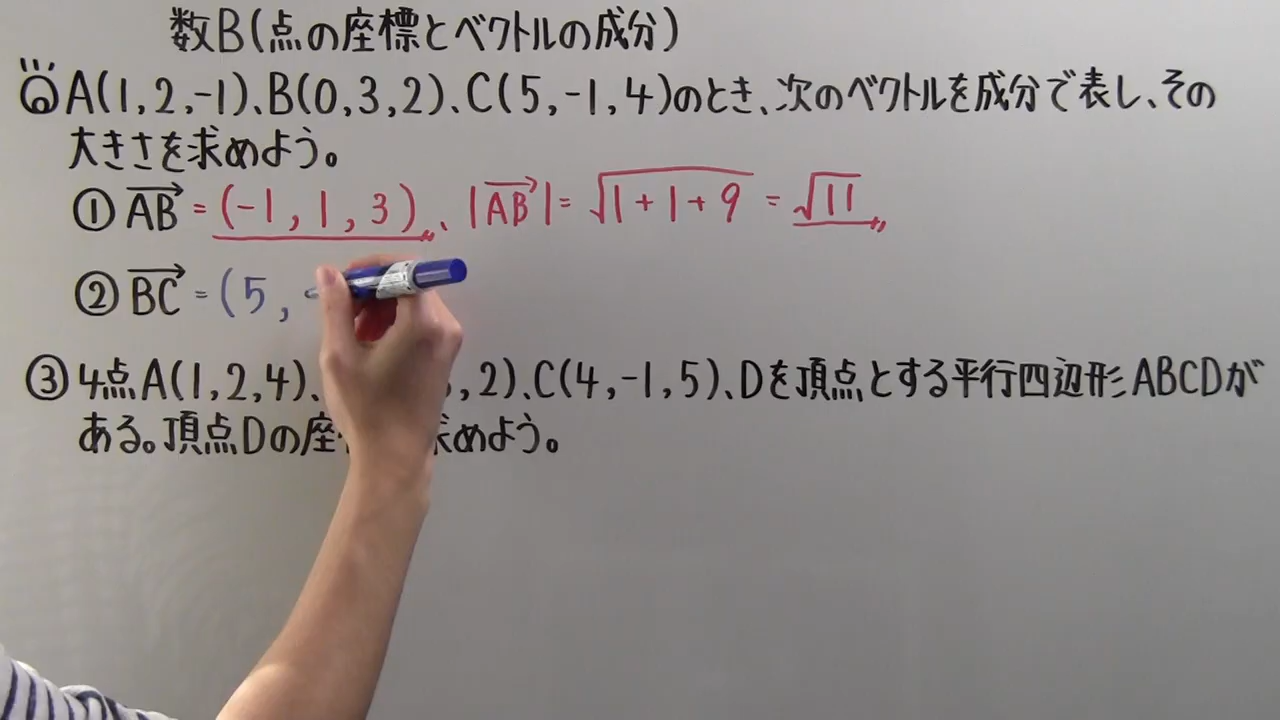 数B(点の座標とベクトルの成分)
Q A(1,2,-1)、B(0,3,2)、C(5,-1,4)のとき、次のベクトルを成分で表し、その
大きさを求めよう。
① AB = (-1, 1, 3)、|AB| = √1+1+9 = √11
② BC = (5,
③ 4点A(1,2,4)、 ,2)、C(4,-1,5)、Dを頂点とする平行四辺形ABCDが
ある。頂点Dの座 めよう。